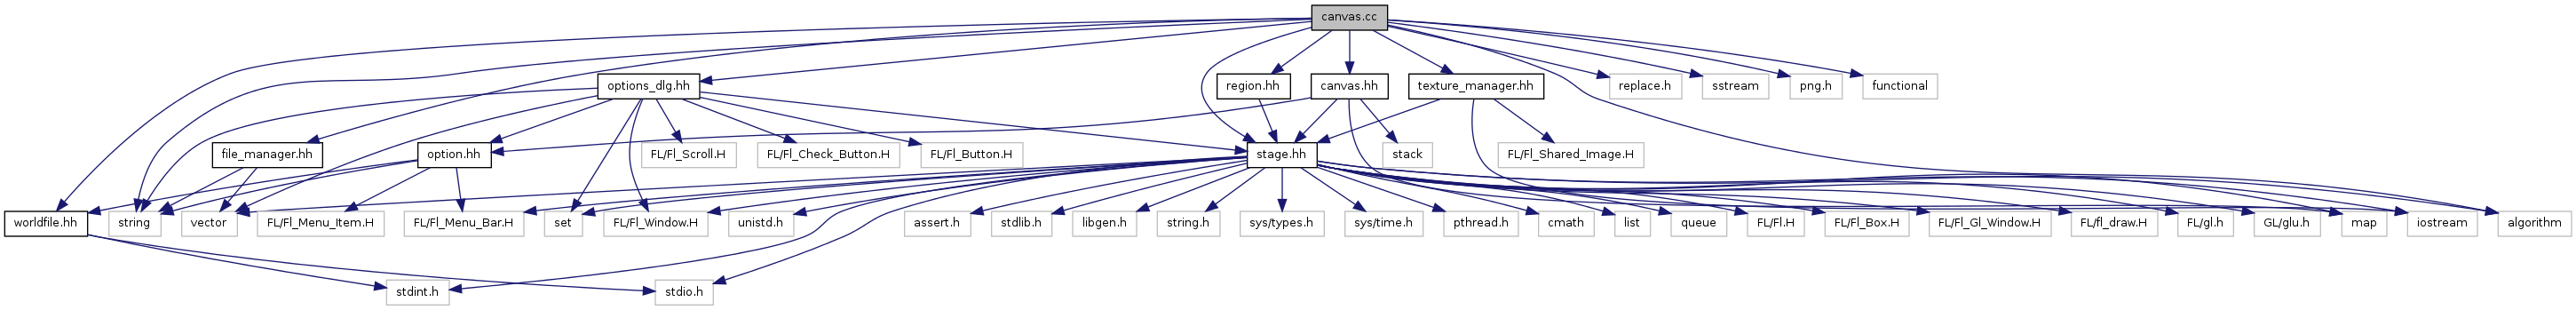 canvas.cc
options_dlg.hh
region.hh
canvas.hh
texture_manager.hh
replace.h
sstream
png.h
functional
file_manager.hh
option.hh
FL/Fl_Scroll.H
FL/Fl_Check_Button.H
FL/Fl_Button.H
stage.hh
stack
FL/Fl_Shared_Image.H
worldfile.hh
string
vector
FL/Fl_Menu_Item.H
FL/Fl_Menu_Bar.H
set
FL/Fl_Window.H
unistd.h
assert.h
stdlib.h
libgen.h
string.h
sys/types.h
sys/time.h
pthread.h
cmath
list
queue
FL/Fl.H
FL/Fl_Box.H
FL/Fl_Gl_Window.H
FL/fl_draw.H
FL/gl.h
GL/glu.h
map
iostream
algorithm
stdint.h
stdio.h